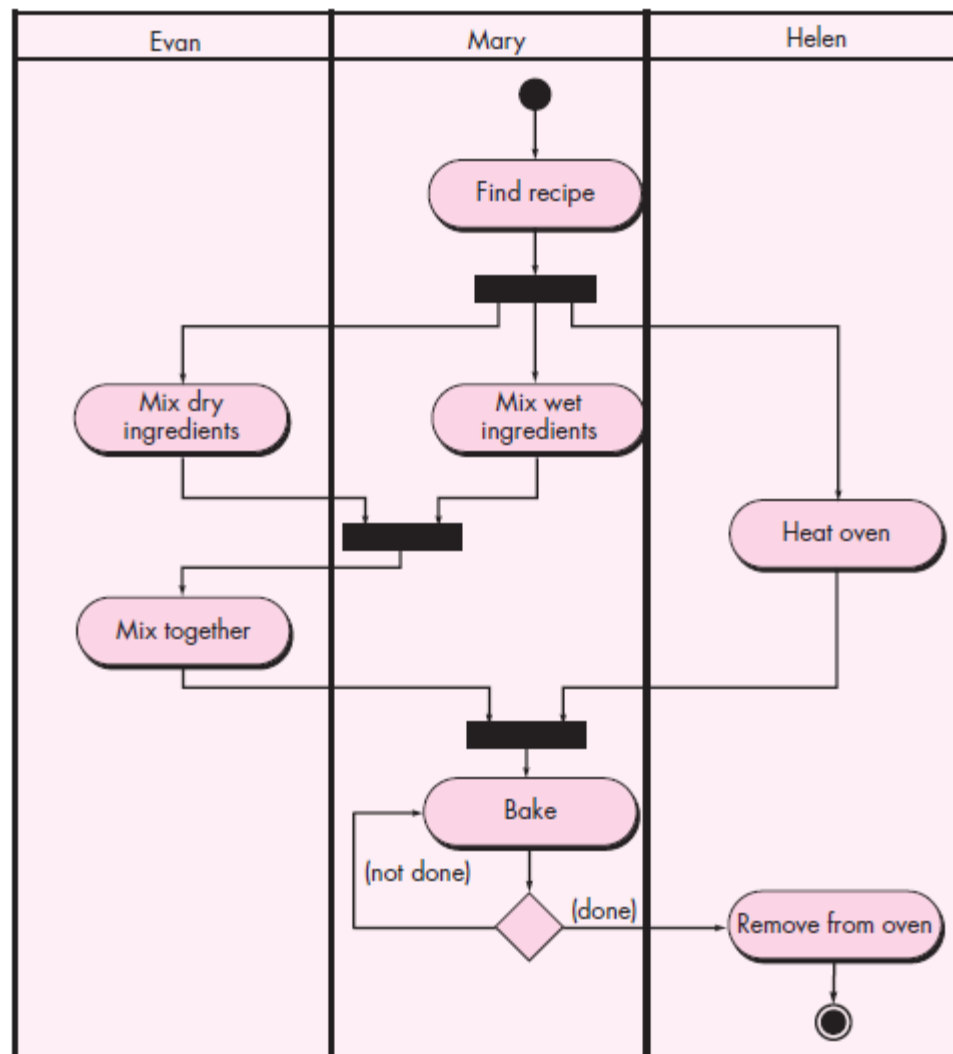 Evan
Mary
Helen
Find recipe
Mix dry
ingredients
Mix wet
ingredients
Heat oven
Mix together
Bake
(not done)
(done)
Remove from oven